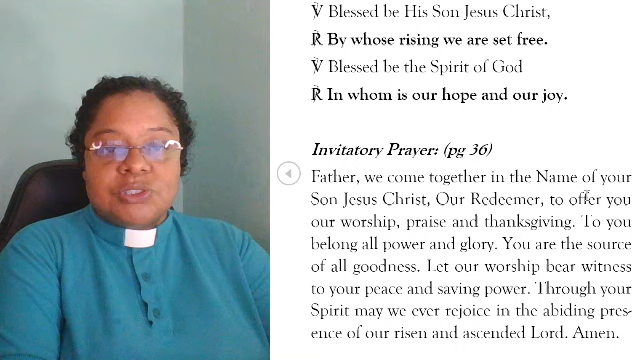 ℣ Blessed be His Son Jesus Christ,
℟ By whose rising we are set free.
℣ Blessed be the Spirit of God
℟ In whom is our hope and our joy.
Invitatory Prayer: (pg 36)
Father, we come together in the Name of your
Son Jesus Christ, Our Redeemer, to offer you
our worship, praise and thanksgiving. To you
belong all power and glory. You are the source
of all goodness. Let our worship bear witness
to your peace and saving power. Through your
Spirit may we ever rejoice in the abiding pres-
ence of our risen and ascended Lord. Amen.